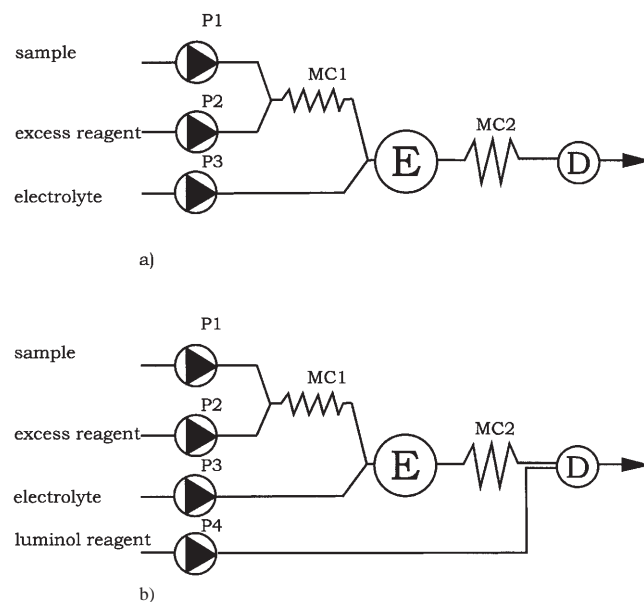 P1
sample
MC1
P2
excess reagent
MC2
E
D
P3
electrolyte
a)
P1
sample
MC1
P2
excess reagent
MC2
E
D
P3
electrolyte
P4
luminol reagent
b)